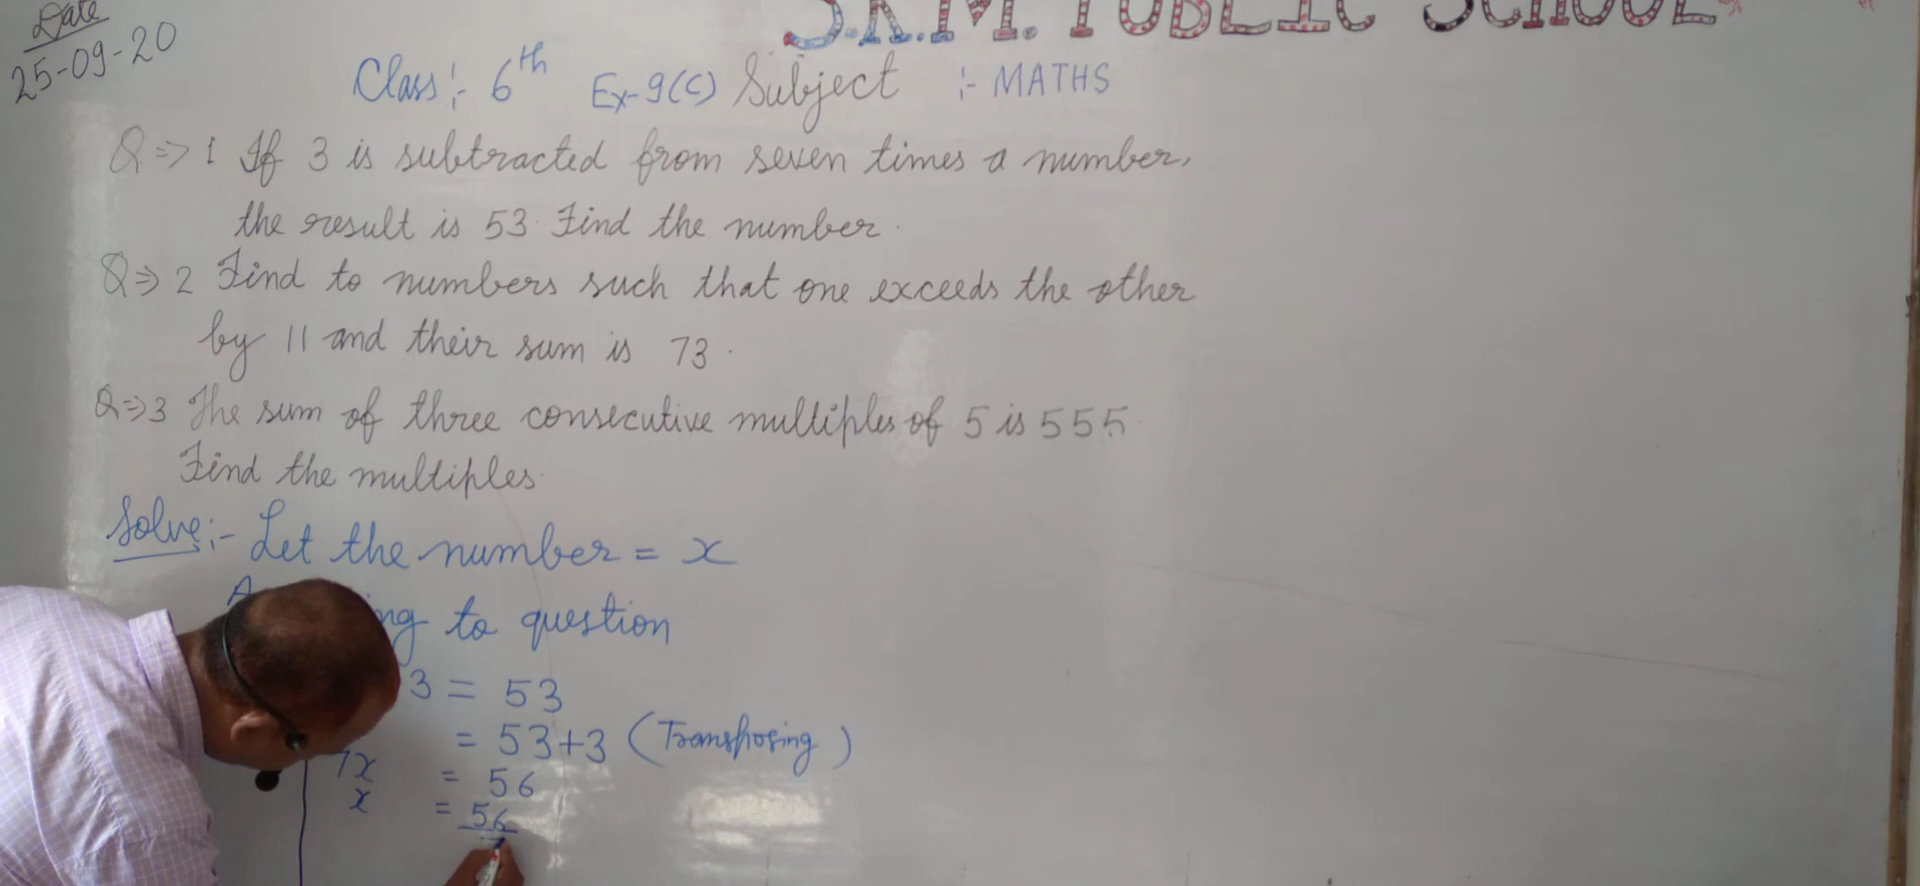 Date
25-09-20
S.R.M. PUBLIC SCHOOL
Class:- 6th Ex-9(C) Subject :- MATHS
Q⇒ 1 If 3 is subtracted from seven times a number,
the result is 53. Find the number.
Q⇒ 2 Find to numbers such that one exceeds the other
by 11 and their sum is 73.
Q⇒ 3 The sum of three consecutive multiples of 5 is 555
Find the multiples.
Solve:- Let the number = x
to question
3 = 53
= 53+3 (Transposing)
7x = 56
x = 56